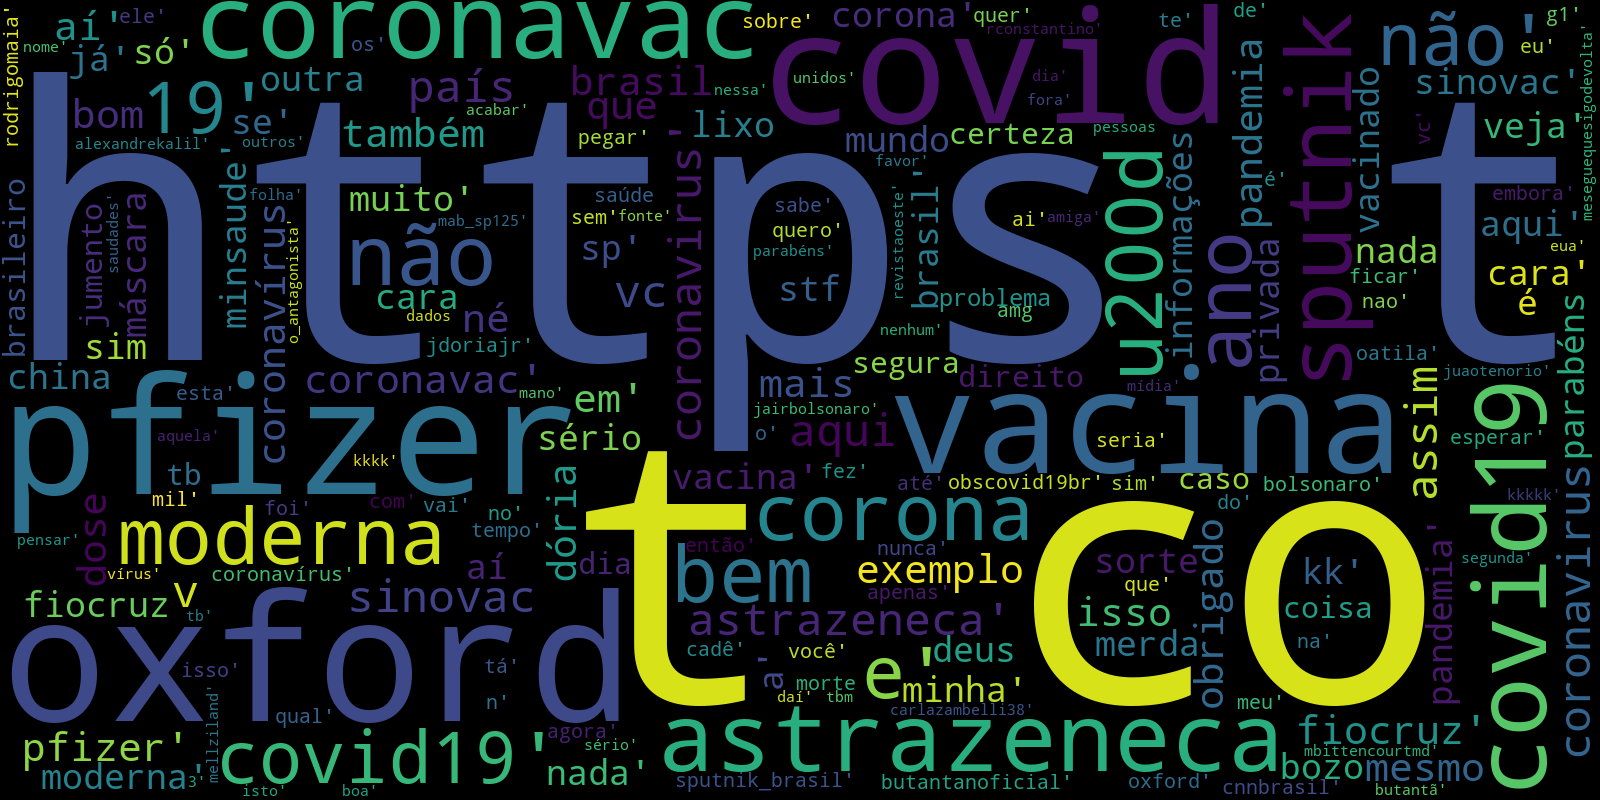 https t
t co
covid
vacina
pfizer
oxford
coronavac
astrazeneca
sputnik
covid19
covid19'
moderna
u200d
ano
não
não'
19'
corona
bem
e'
sinovac
aqui
que
país
brasil
outra
também
muito'
cara
né
sim
coronavac'
china
brasileiro
jumento
máscara
minsaude'
coronavírus
coronavirus'
se'
bom
já'
só'
aí'
ele'
os'
nome'
rodrigomaia'
alexandrekalil'
outros'
folha'
saudades'
o_antagonista'
mab_sp125'
dados
jdoriajr'
acabar'
pegar'
nessa'
unidos'
sobre'
corona'
quer'
rconstantino'
te'
de'
g1'
eu'
dia'
fora'
lixo
mundo
certeza
pessoas
favor'
saúde
sem'
fonte'
sabe'
quero'
parabéns'
ai'
amiga'
sp'
vc
stf
revistaoeste'
brasil'
problema
amg
nenhum'
informações
pandemia
privada
vacinado
sinovac'
veja'
vc'
é'
embora
aqui'
eua'
cara'
é
nada
ficar'
nao'
mesequesigodevolta'
parabéns
segura
direito
mais
jairbolsonaro'
o'
mídia'
oatila'
juaotenorio'
assim
esperar'
esta'
mano'
em'
sério
aquela'
kkkk'
tb
mil'
foi'
com'
vai'
no'
tempo'
dose
pensar'
vírus'
coronavírus'
aí
dória
dia
vacina'
fez'
até'
obscovid19br'
sim'
seria'
caso
bolsonaro'
do'
kkkkk'
coronavirus
então'
nunca'
exemplo
apenas'
sorte
que'
kk'
isso
coisa
merda
na'
obrigado
pandemia'
segunda'
fiocruz
v
tb'
astrazeneca'
cadê'
você'
a'
deus
minha'
morte
daí'
tbm
carlazambelli38'
meu'
isso'
tá'
n'
qual'
mellziland'
agora'
sério'
nada'
pfizer'
moderna'
3'
isto'
boa'
sputnik_brasil'
butantanoficial'
oxford'
cnnbrasil'
bozo
mbittencourtmd'
mesmo
butantã'
fiocruz'